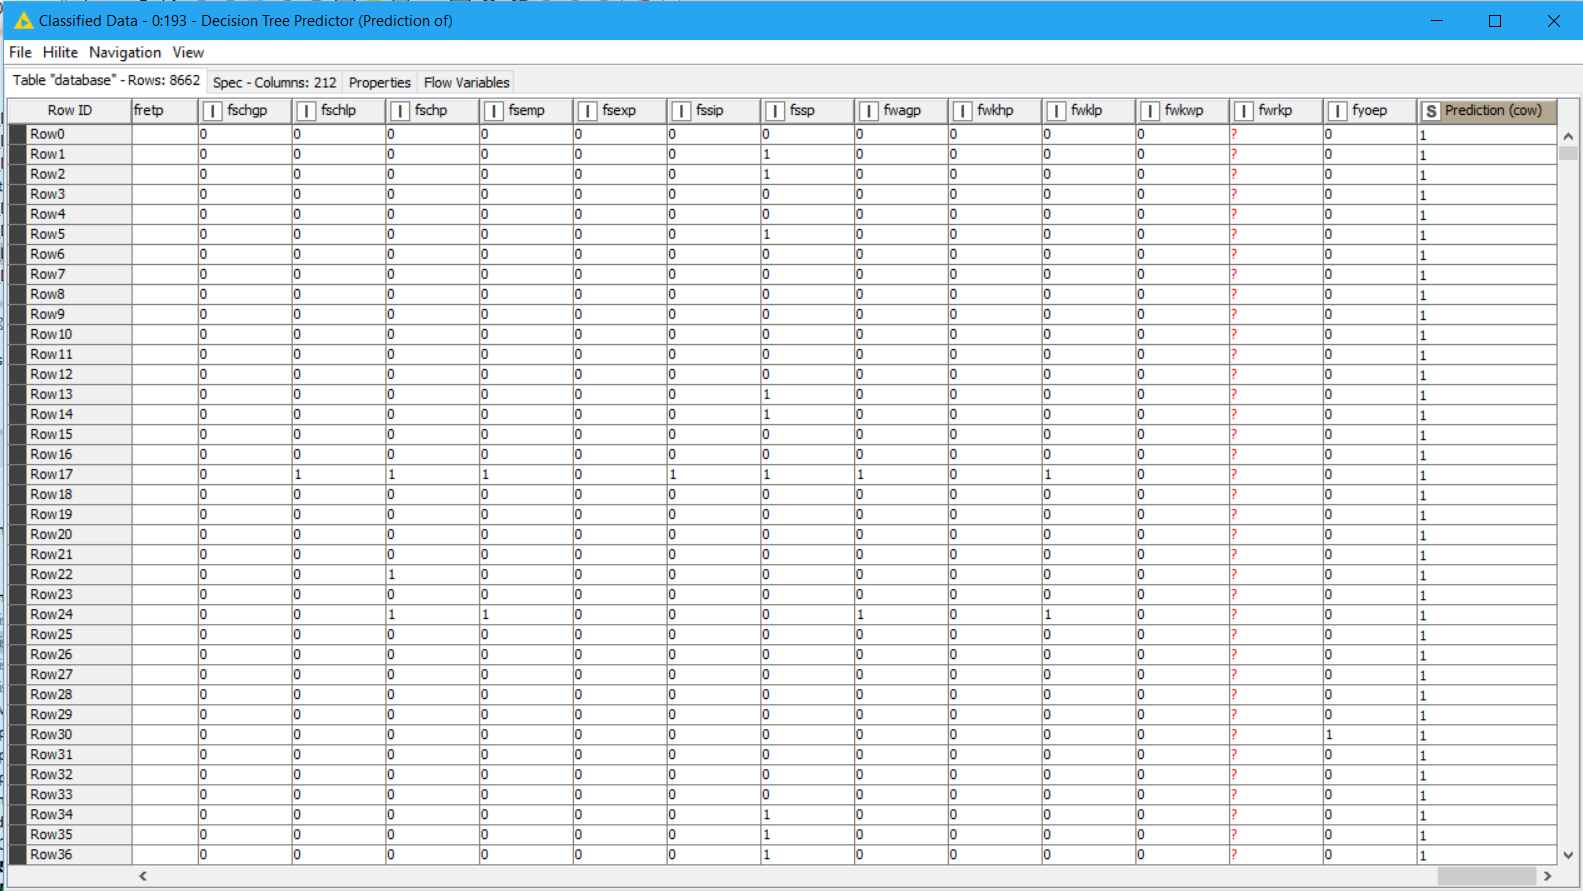 Classified Data - 0:193 - Decision Tree Predictor (Prediction of)
File Hilite Navigation View
Table "database" - Rows: 8662 Spec - Columns: 212 Properties Flow Variables
Row ID fretp I fschgp I fschlp I fschp I fsemp I fsexp I fssip I fssp I fwagp I fwkhp I fwklp I fwkwp I fwrkp I fyoep S Prediction (cow)
Row0 0 0 0 0 0 0 0 0 0 0 0 ? 0 1
Row1 0 0 0 0 0 0 1 0 0 0 0 ? 0 1
Row2 0 0 0 0 0 0 1 0 0 0 0 ? 0 1
Row3 0 0 0 0 0 0 0 0 0 0 0 ? 0 1
Row4 0 0 0 0 0 0 0 0 0 0 0 ? 0 1
Row5 0 0 0 0 0 0 1 0 0 0 0 ? 0 1
Row6 0 0 0 0 0 0 0 0 0 0 0 ? 0 1
Row7 0 0 0 0 0 0 0 0 0 0 0 ? 0 1
Row8 0 0 0 0 0 0 0 0 0 0 0 ? 0 1
Row9 0 0 0 0 0 0 0 0 0 0 0 ? 0 1
Row10 0 0 0 0 0 0 0 0 0 0 0 ? 0 1
Row11 0 0 0 0 0 0 0 0 0 0 0 ? 0 1
Row12 0 0 0 0 0 0 0 0 0 0 0 ? 0 1
Row13 0 0 0 0 0 0 1 0 0 0 0 ? 0 1
Row14 0 0 0 0 0 0 1 0 0 0 0 ? 0 1
Row15 0 0 0 0 0 0 0 0 0 0 0 ? 0 1
Row16 0 0 0 0 0 0 0 0 0 0 0 ? 0 1
Row17 0 1 1 1 0 1 1 1 0 1 0 ? 0 1
Row18 0 0 0 0 0 0 0 0 0 0 0 ? 0 1
Row19 0 0 0 0 0 0 0 0 0 0 0 ? 0 1
Row20 0 0 0 0 0 0 0 0 0 0 0 ? 0 1
Row21 0 0 0 0 0 0 0 0 0 0 0 ? 0 1
Row22 0 0 1 0 0 0 0 0 0 0 0 ? 0 1
Row23 0 0 0 0 0 0 0 0 0 0 0 ? 0 1
Row24 0 0 1 1 0 0 0 1 0 1 0 ? 0 1
Row25 0 0 0 0 0 0 0 0 0 0 0 ? 0 1
Row26 0 0 0 0 0 0 0 0 0 0 0 ? 0 1
Row27 0 0 0 0 0 0 0 0 0 0 0 ? 0 1
Row28 0 0 0 0 0 0 0 0 0 0 0 ? 0 1
Row29 0 0 0 0 0 0 0 0 0 0 0 ? 0 1
Row30 0 0 0 0 0 0 0 0 0 0 0 ? 1 1
Row31 0 0 0 0 0 0 0 0 0 0 0 ? 0 1
Row32 0 0 0 0 0 0 0 0 0 0 0 ? 0 1
Row33 0 0 0 0 0 0 0 0 0 0 0 ? 0 1
Row34 0 0 0 0 0 0 1 0 0 0 0 ? 0 1
Row35 0 0 0 0 0 0 1 0 0 0 0 ? 0 1
Row36 0 0 0 0 0 0 1 0 0 0 0 ? 0 1